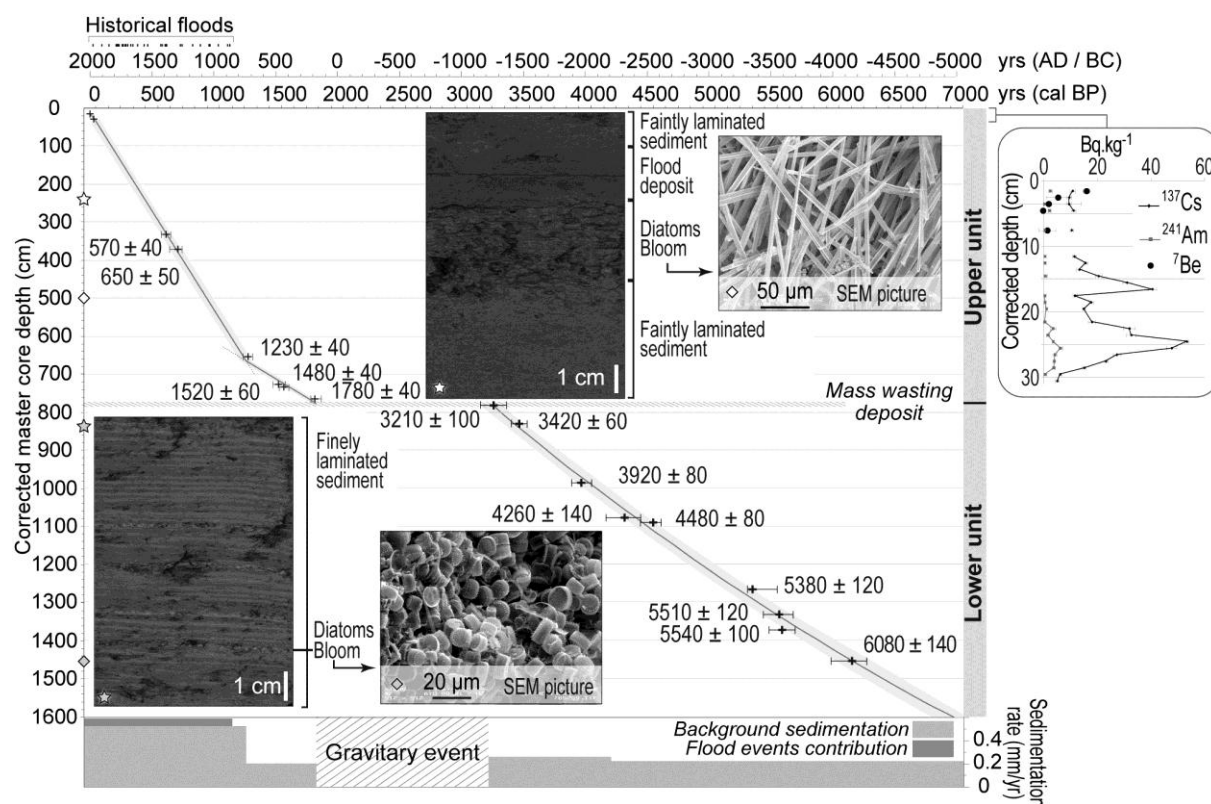 Historical floods
2000 1500 1000 500 0 -500 -1000 -1500 -2000 -2500 -3000 -3500 -4000 -4500 -5000 yrs (AD / BC)
0 500 1000 1500 2000 2500 3000 3500 4000 4500 5000 5500 6000 6500 7000 yrs (cal BP)
Corrected master core depth (cm)
0
100
200
300
400
500
600
700
800
900
1000
1100
1200
1300
1400
1500
1600
570 ± 40
650 ± 50
1230 ± 40
1480 ± 40
1520 ± 60
1780 ± 40
3210 ± 100
3420 ± 60
3920 ± 80
4260 ± 140
4480 ± 80
5380 ± 120
5510 ± 120
5540 ± 100
6080 ± 140
Faintly laminated
sediment
Flood
deposit
Diatoms
Bloom
Faintly laminated
sediment
1 cm
50 µm SEM picture
Mass wasting
deposit
Upper unit
Lower unit
Finely
laminated
sediment
Diatoms
Bloom
1 cm
20 µm SEM picture
Bq.kg-1
0 20 40 60
Corrected depth (cm)
0
10
20
30
137Cs
241Am
7Be
Gravitary event
Background sedimentation
Flood events contribution
Sedimentation
rate (mm/yr)
0.4
0.2
0